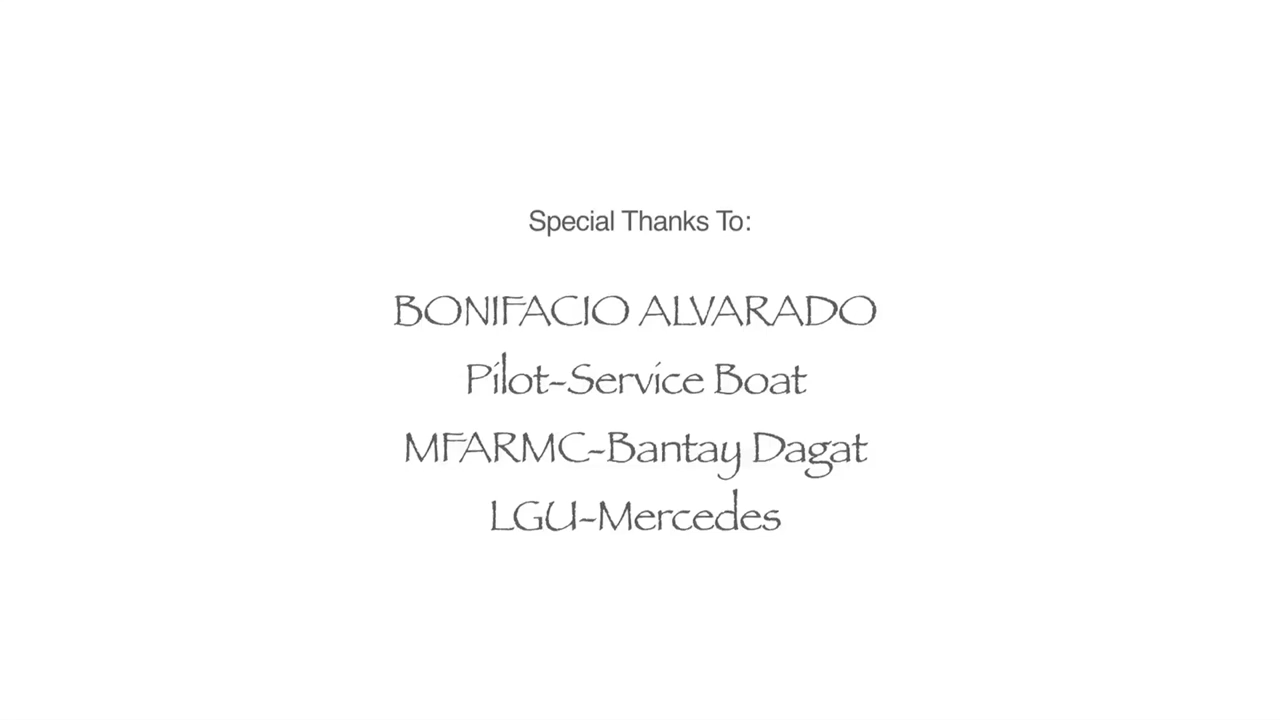 Special Thanks To:
BONIFACIO ALVARADO
Pilot-Service Boat
MFARMC-Bantay Dagat
LGU-Mercedes